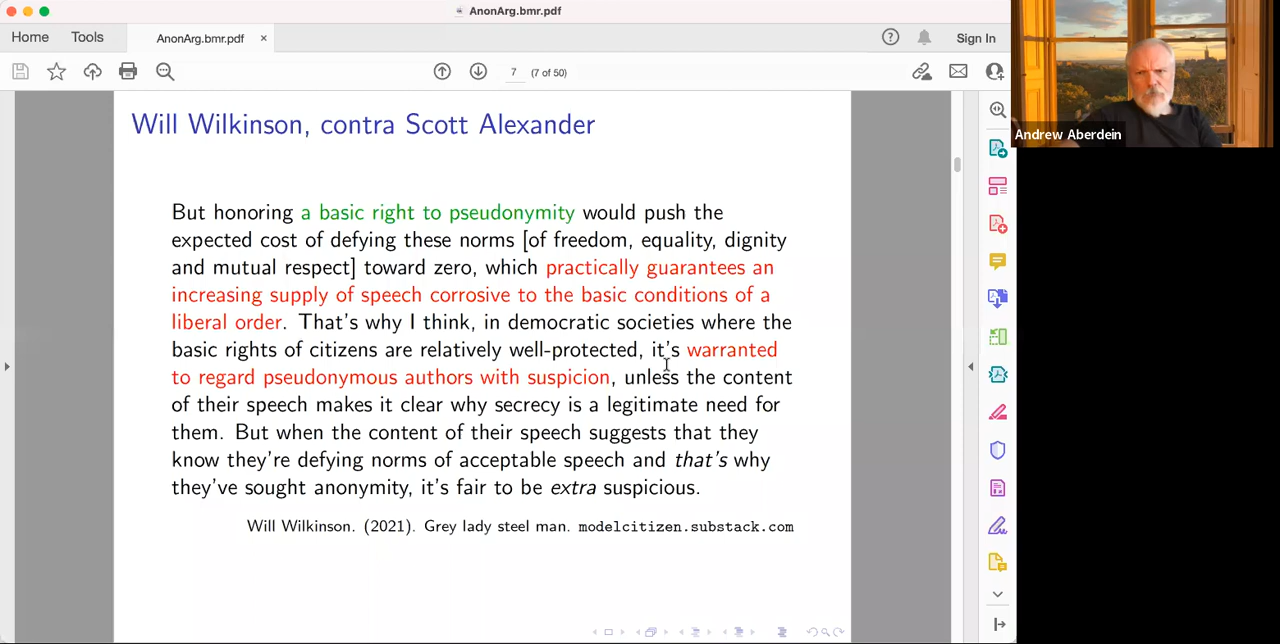 AnonArg.bmr.pdf
Home
Tools
AnonArg.bmr.pdf ×
?
Sign In
7
(7 of 50)
Andrew Aberdein
Will Wilkinson, contra Scott Alexander
But honoring a basic right to pseudonymity would push the
expected cost of defying these norms [of freedom, equality, dignity
and mutual respect] toward zero, which practically guarantees an
increasing supply of speech corrosive to the basic conditions of a
liberal order. That's why I think, in democratic societies where the
basic rights of citizens are relatively well-protected, it's warranted
to regard pseudonymous authors with suspicion, unless the content
of their speech makes it clear why secrecy is a legitimate need for
them. But when the content of their speech suggests that they
know they're defying norms of acceptable speech and that's why
they've sought anonymity, it's fair to be extra suspicious.
Will Wilkinson. (2021). Grey lady steel man. modelcitizen.substack.com